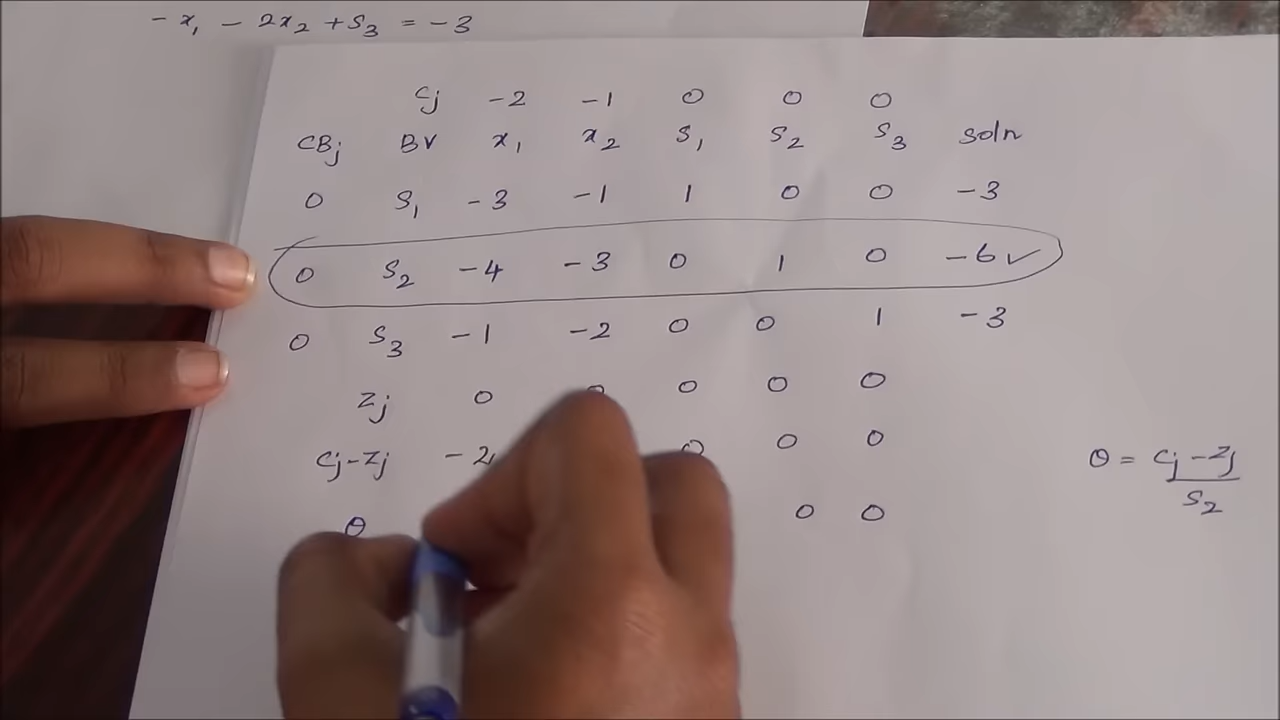 -x₁ - 2x₂ + S₃ = -3
Cj -2 -1 0 0 0
CBj BV x₁ x₂ S₁ S₂ S₃ soln
0 S₁ -3 -1 1 0 0 -3
0 S₂ -4 -3 0 1 0 -6 ✓
0 S₃ -1 -2 0 0 1 -3
Zj 0 0 0 0 0
Cj-Zj -2 0 0 0
θ 0 0
θ = Cj-Zj
S₂